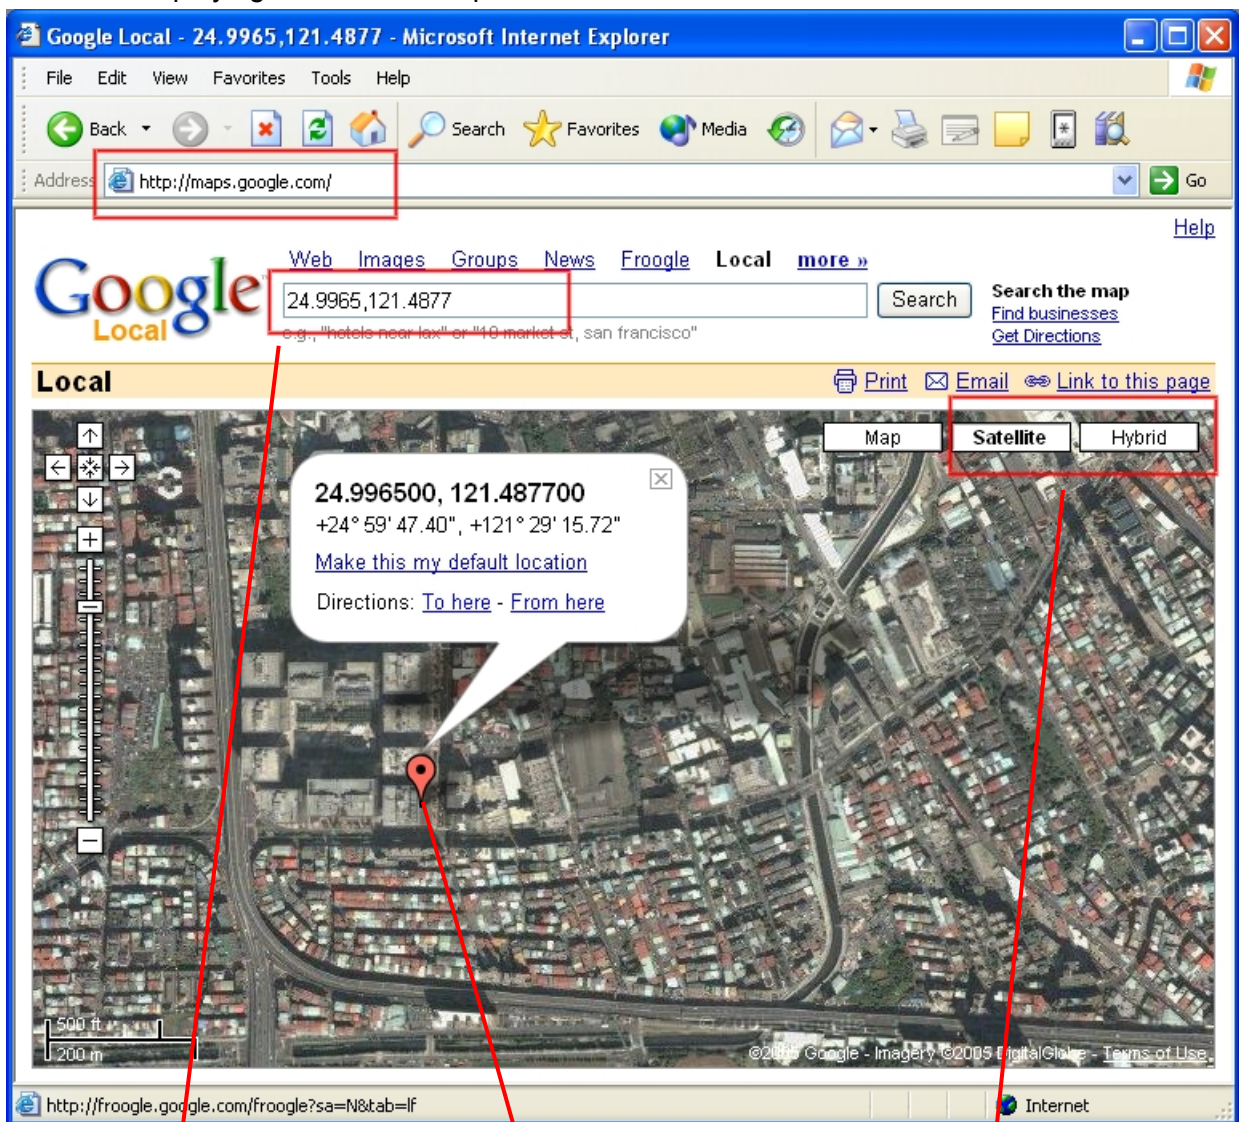 Google Local - 24.9965,121.4877 - Microsoft Internet Explorer
File Edit View Favorites Tools Help
Back Search Favorites Media
Address http://maps.google.com/ Go
Help
Web Images Groups News Froogle Local more »
Google Local
24.9965,121.4877 Search
e.g., "hotels near lax" or "10 market st, san francisco"
Search the map
Find businesses
Get Directions
Local
Print Email Link to this page
Map Satellite Hybrid
24.996500, 121.487700
+24° 59' 47.40", +121° 29' 15.72"
Make this my default location
Directions: To here - From here
500 ft
200 m
©2005 Google - Imagery ©2005 DigitalGlobe - Terms of Use
http://froogle.google.com/froogle?sa=N&tab=lf
Internet